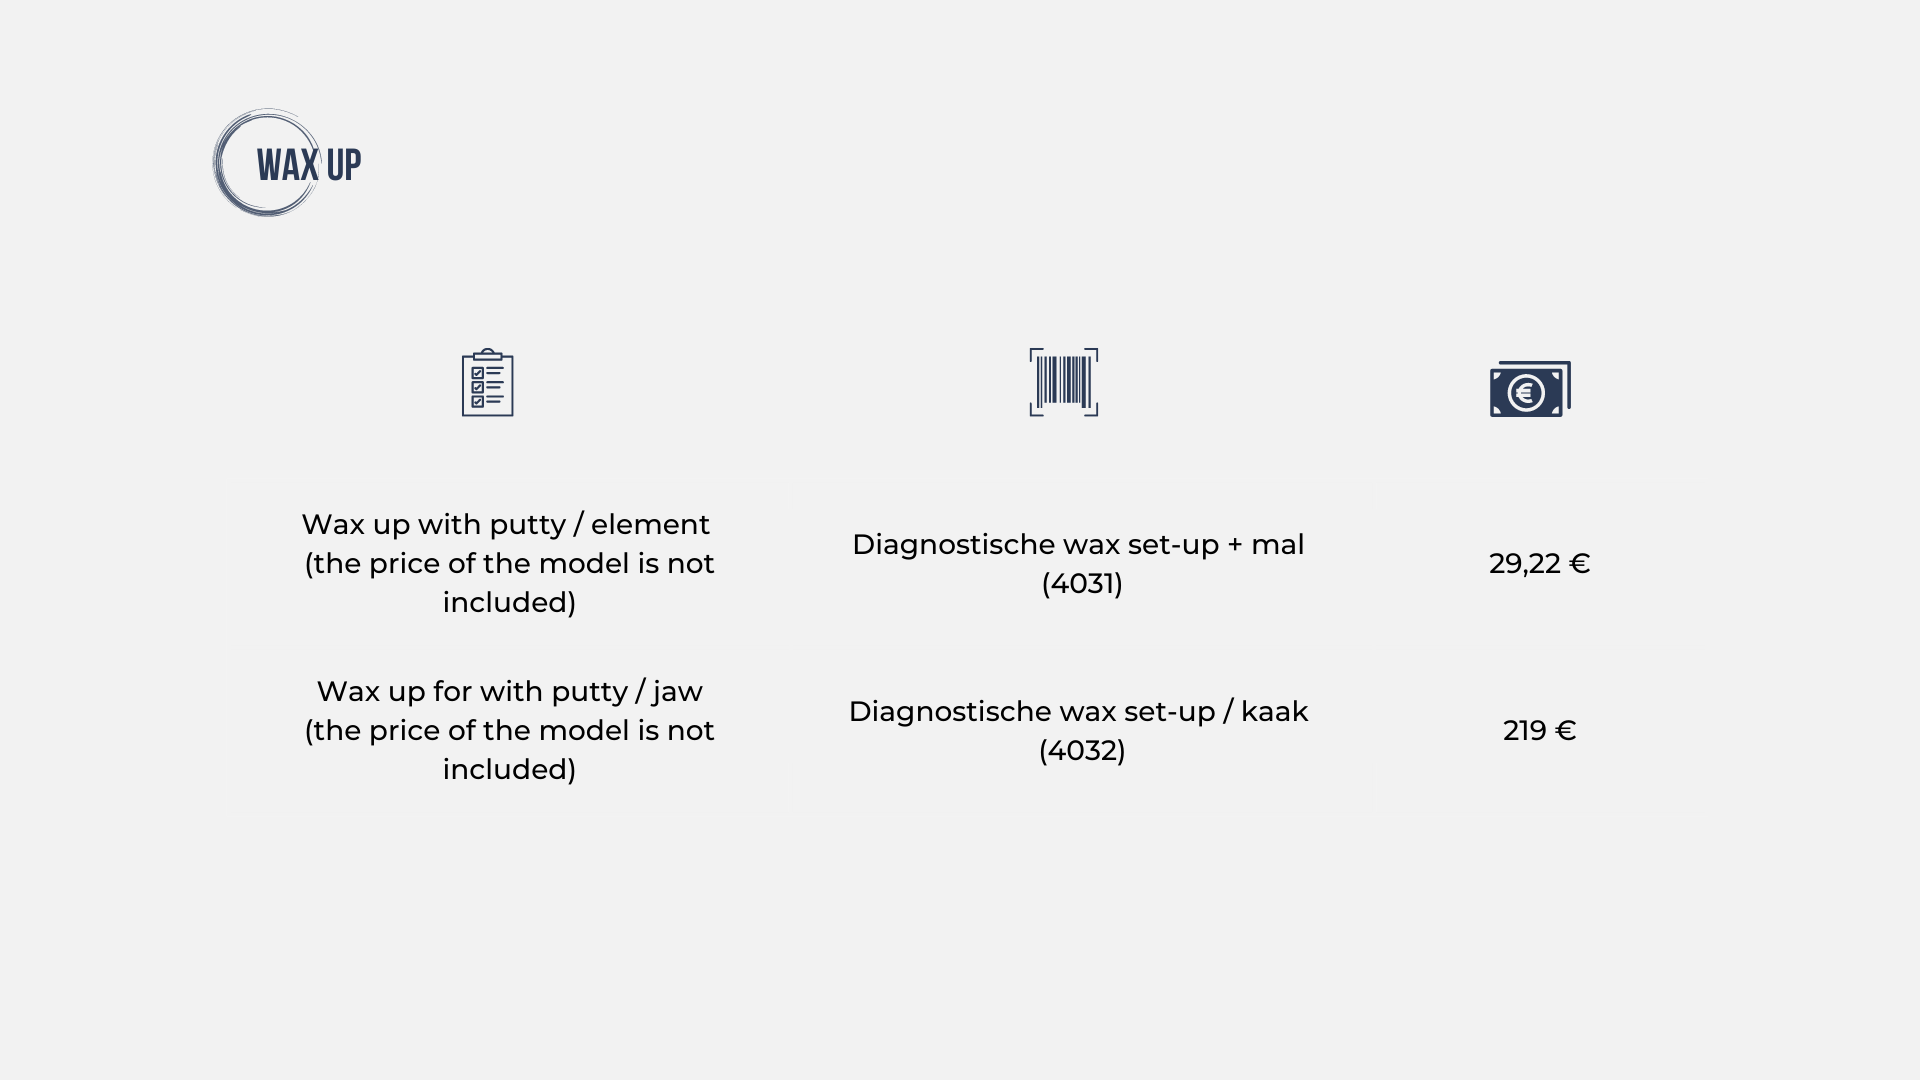 WAX UP
Wax up with putty / element
(the price of the model is not
included)
Diagnostische wax set-up + mal
(4031)
29,22 €
Wax up for with putty / jaw
(the price of the model is not
included)
Diagnostische wax set-up / kaak
(4032)
219 €